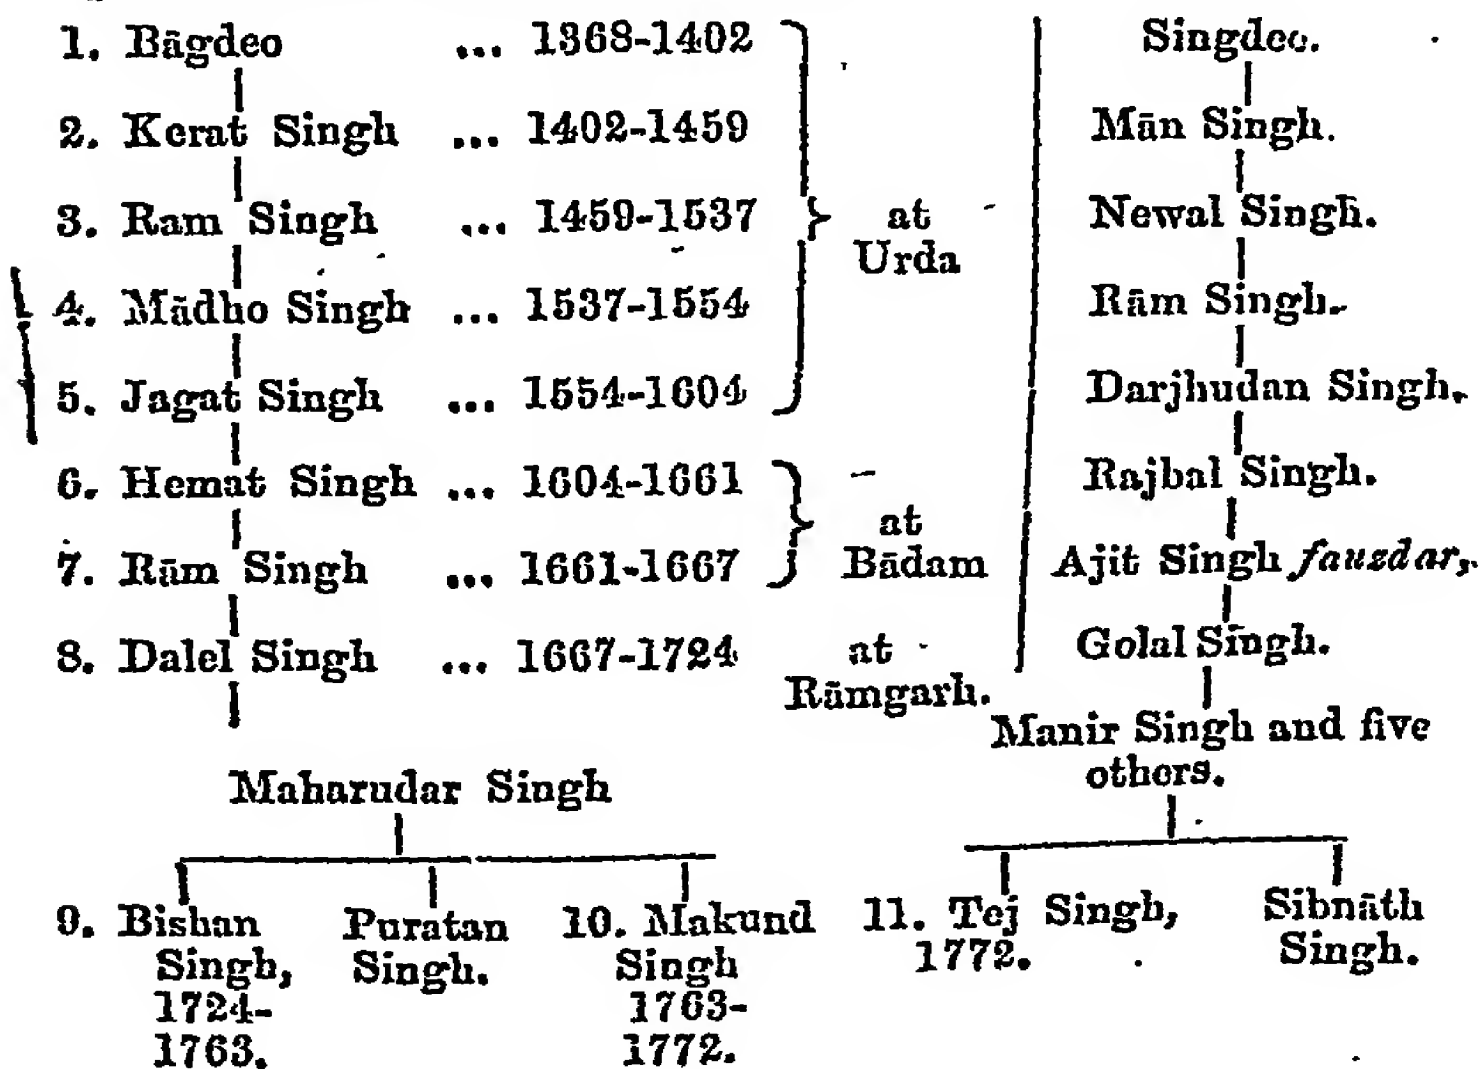 1. Bāgdeo ... 1368-1402
2. Kerat Singh ... 1402-1459
3. Ram Singh ... 1459-1537
4. Mādho Singh ... 1537-1554
5. Jagat Singh ... 1554-1604
at
Urda
6. Hemat Singh ... 1604-1661
7. Rām Singh ... 1661-1667
at
Bādam
8. Dalel Singh ... 1667-1724
at
Rāmgarh.
Maharudar Singh
9. Bishan
Singh,
1724-
1763.
Puratan
Singh.
10. Makund
Singh
1763-
1772.
Singdeo.
Mān Singh.
Newal Singh.
Rām Singh.
Darjhudan Singh.
Rajbal Singh.
Ajit Singh fauzdar,
Golal Singh.
Manir Singh and five
others.
11. Tej Singh,
1772.
Sibnāth
Singh.